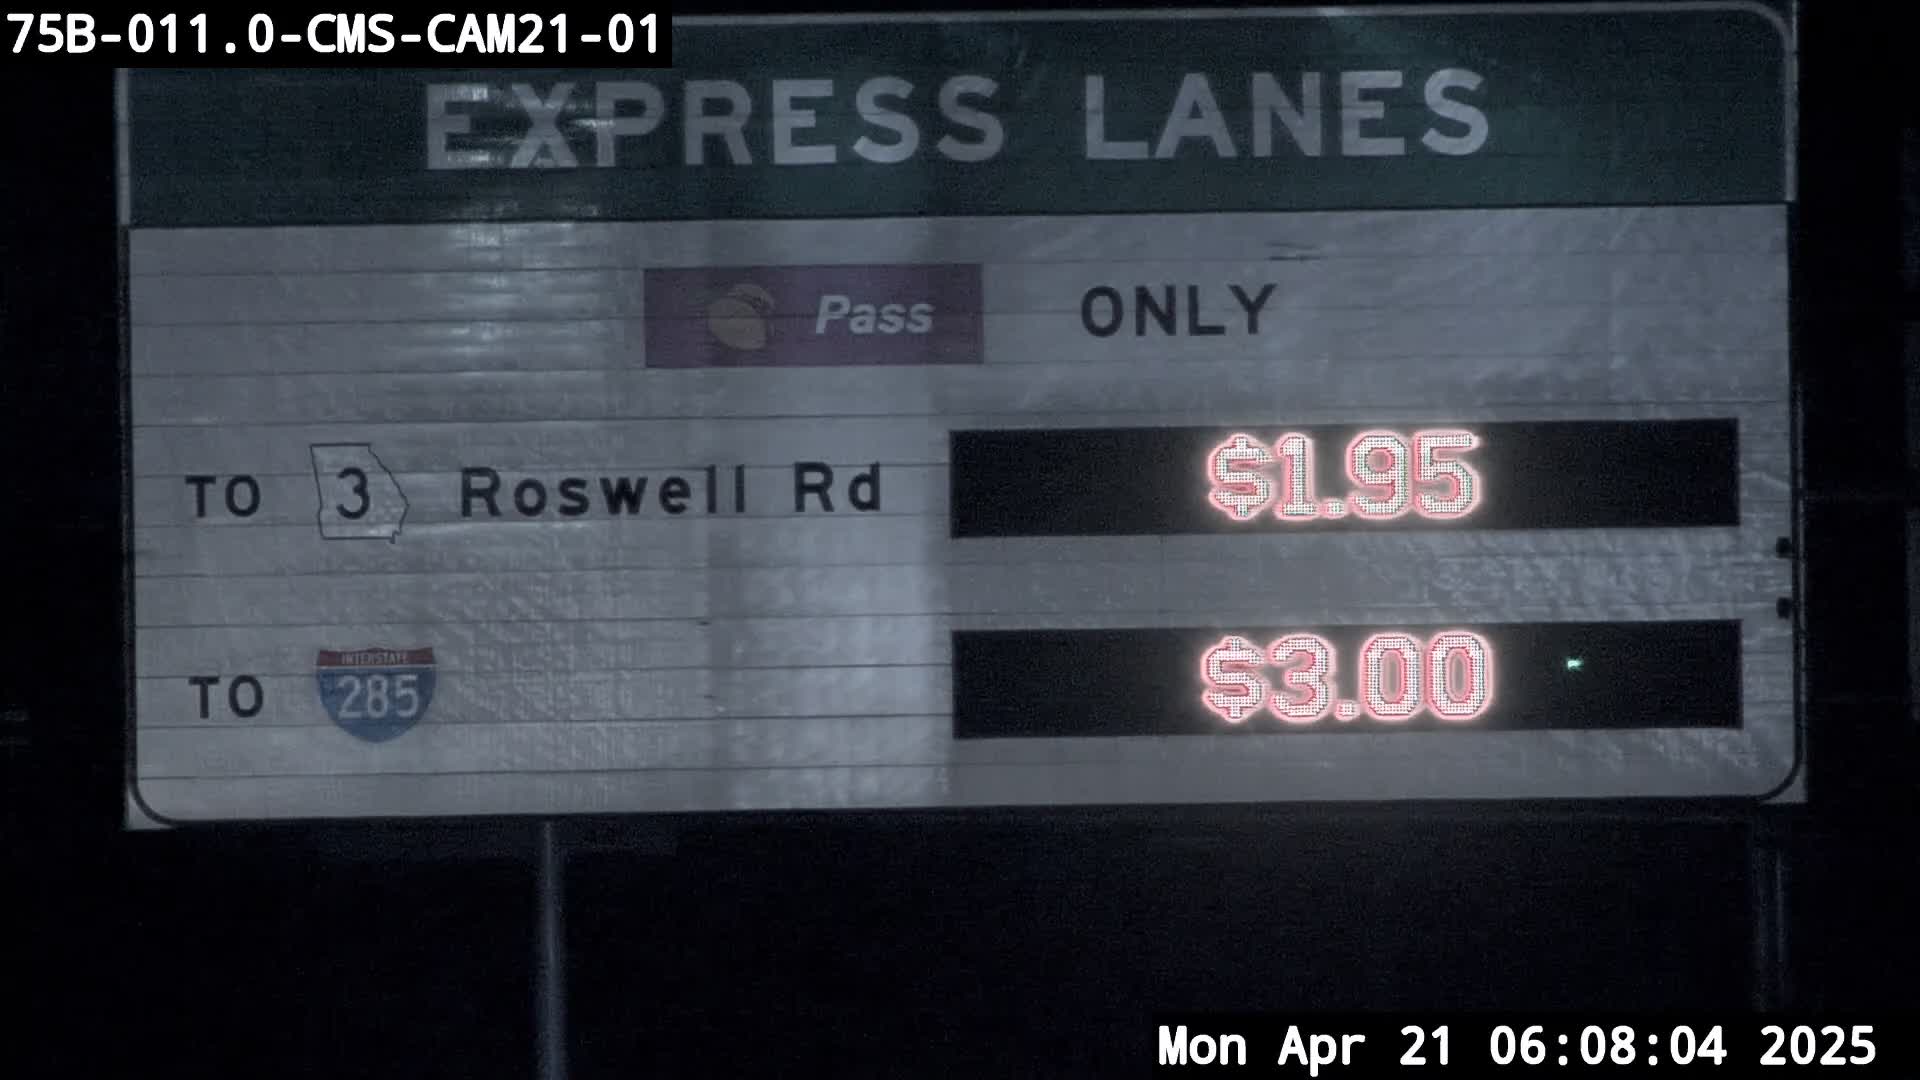 75B-011.0-CMS-CAM21-01
EXPRESS LANES
Pass ONLY
TO 3 Roswell Rd $1.95
INTERSTATE
TO 285 $3.00
Mon Apr 21 06:08:04 2025